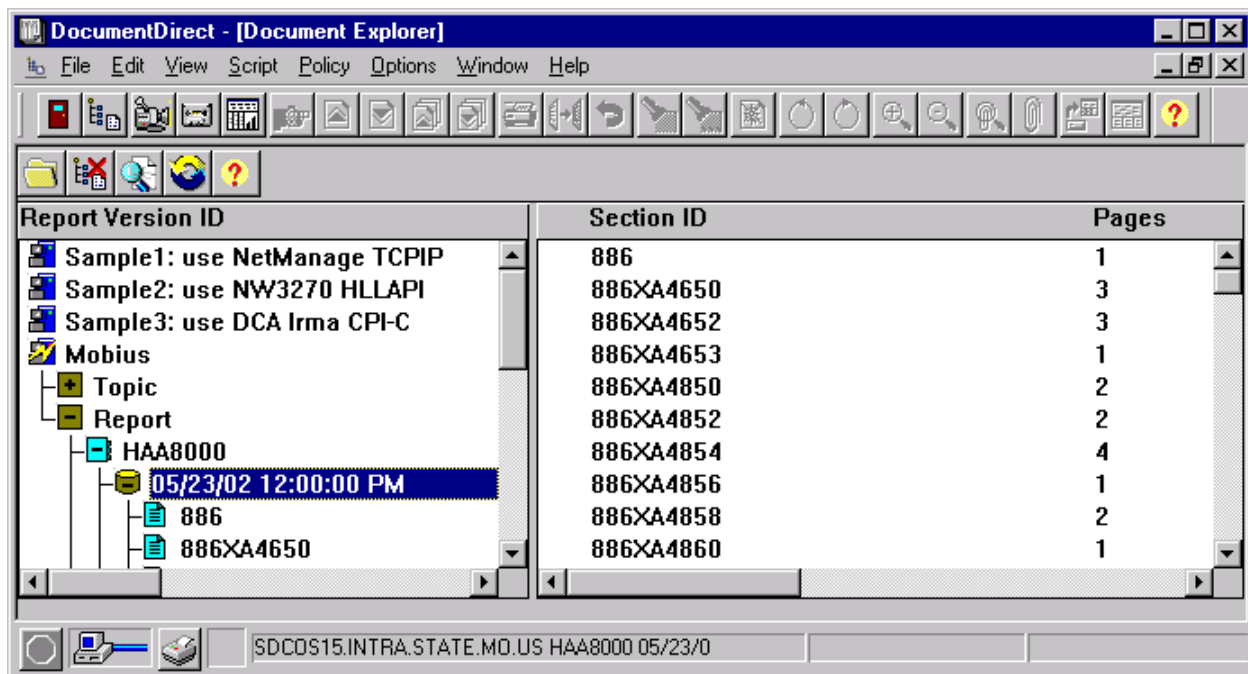 DocumentDirect - [Document Explorer]
File Edit View Script Policy Options Window Help
Report Version ID
Sample1: use NetManage TCPIP
Sample2: use NW3270 HLLAPI
Sample3: use DCA Irma CPI-C
Mobius
Topic
Report
HAA8000
05/23/02 12:00:00 PM
886
886XA4650
Section ID Pages
886 1
886XA4650 3
886XA4652 3
886XA4653 1
886XA4850 2
886XA4852 2
886XA4854 4
886XA4856 1
886XA4858 2
886XA4860 1
SDCOS15.INTRA.STATE.MO.US HAA8000 05/23/0